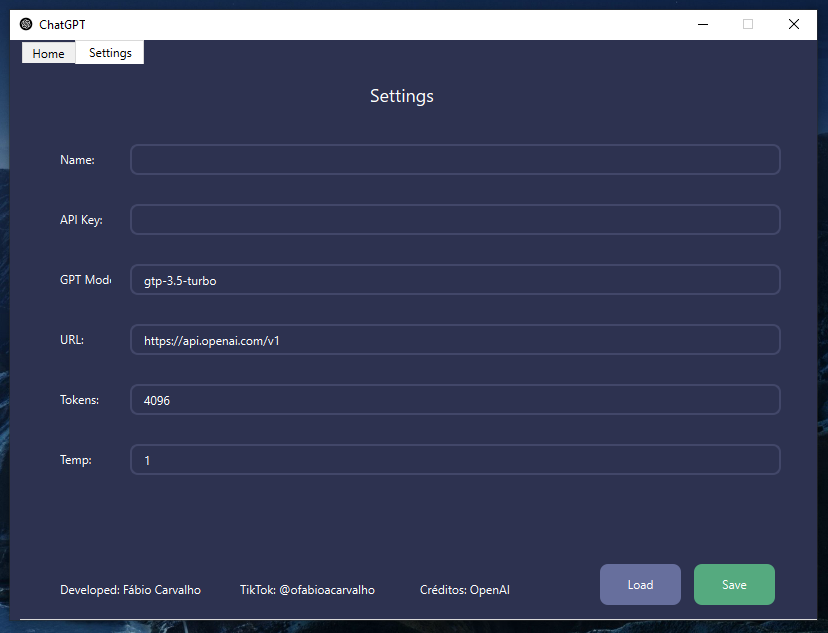 ChatGPT
Home Settings
Settings
Name:
API Key:
GPT Mode
gtp-3.5-turbo
URL:
https://api.openai.com/v1
Tokens:
4096
Temp:
1
Developed: Fábio Carvalho
TikTok: @ofabioacarvalho
Créditos: OpenAI
Load
Save